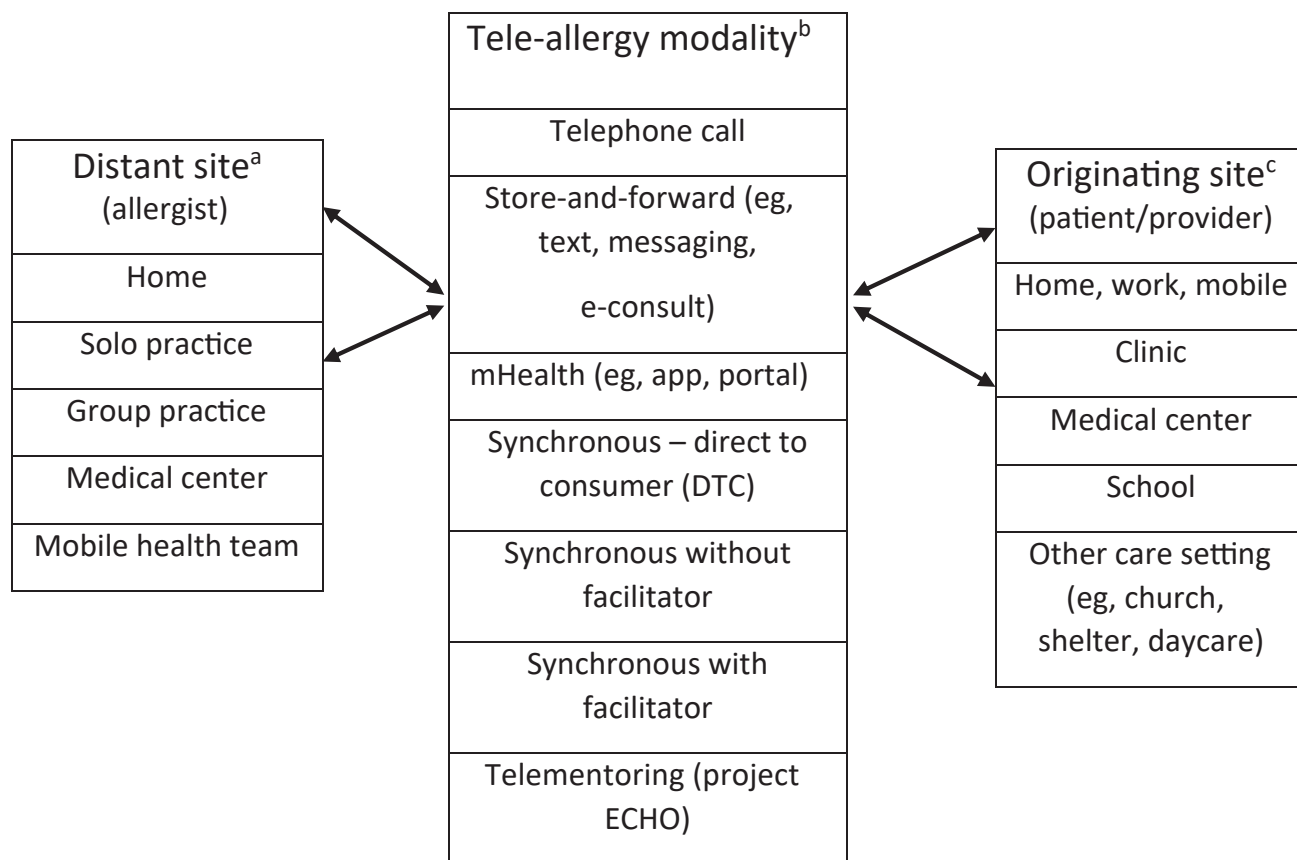 Distant siteᵃ
(allergist)
Home
Solo practice
Group practice
Medical center
Mobile health team
Tele-allergy modalityᵇ
Telephone call
Store-and-forward (eg,
text, messaging,
e-consult)
mHealth (eg, app, portal)
Synchronous – direct to
consumer (DTC)
Synchronous without
facilitator
Synchronous with
facilitator
Telementoring (project
ECHO)
Originating siteᶜ
(patient/provider)
Home, work, mobile
Clinic
Medical center
School
Other care setting
(eg, church,
shelter, daycare)